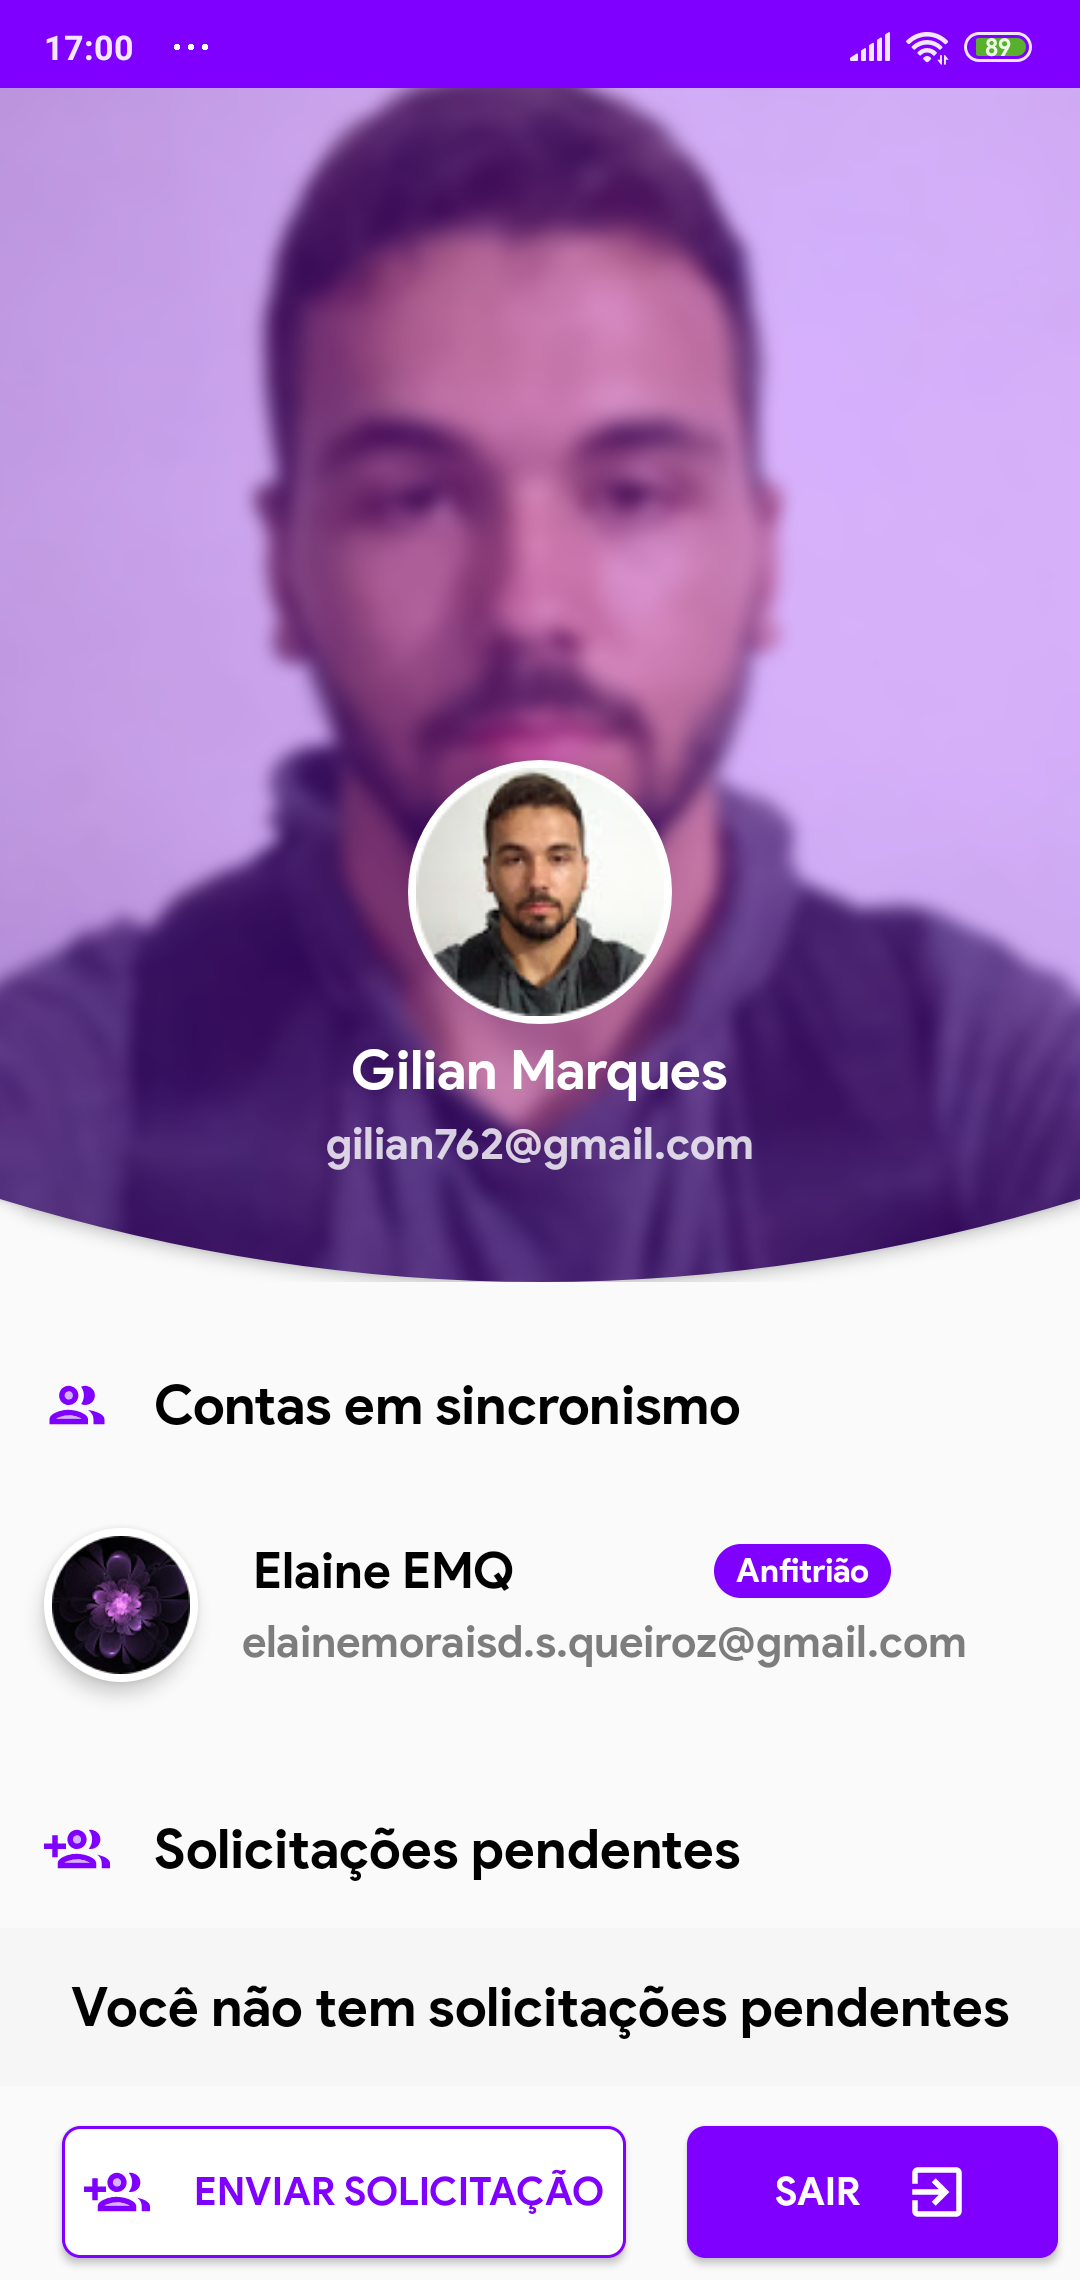 17:00 ...
89
Gilian Marques
gilian762@gmail.com
Contas em sincronismo
Elaine EMQ
Anfitrião
elainemoraisd.s.queiroz@gmail.com
Solicitações pendentes
Você não tem solicitações pendentes
ENVIAR SOLICITAÇÃO
SAIR